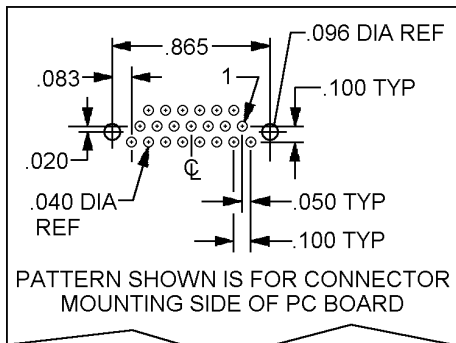 .865
.096 DIA REF
.083
1
.100 TYP
.020
℄
.040 DIA
REF
.050 TYP
.100 TYP
PATTERN SHOWN IS FOR CONNECTOR
MOUNTING SIDE OF PC BOARD